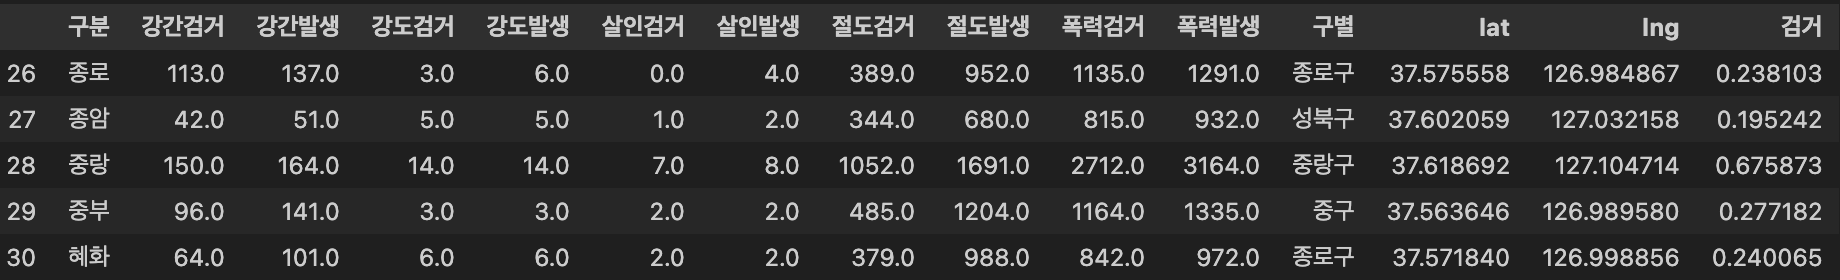 구분 강간검거 강간발생 강도검거 강도발생 살인검거 살인발생 절도검거 절도발생 폭력검거 폭력발생 구별 lat lng 검거
26 종로 113.0 137.0 3.0 6.0 0.0 4.0 389.0 952.0 1135.0 1291.0 종로구 37.575558 126.984867 0.238103
27 종암 42.0 51.0 5.0 5.0 1.0 2.0 344.0 680.0 815.0 932.0 성북구 37.602059 127.032158 0.195242
28 중랑 150.0 164.0 14.0 14.0 7.0 8.0 1052.0 1691.0 2712.0 3164.0 중랑구 37.618692 127.104714 0.675873
29 중부 96.0 141.0 3.0 3.0 2.0 2.0 485.0 1204.0 1164.0 1335.0 중구 37.563646 126.989580 0.277182
30 혜화 64.0 101.0 6.0 6.0 2.0 2.0 379.0 988.0 842.0 972.0 종로구 37.571840 126.998856 0.240065